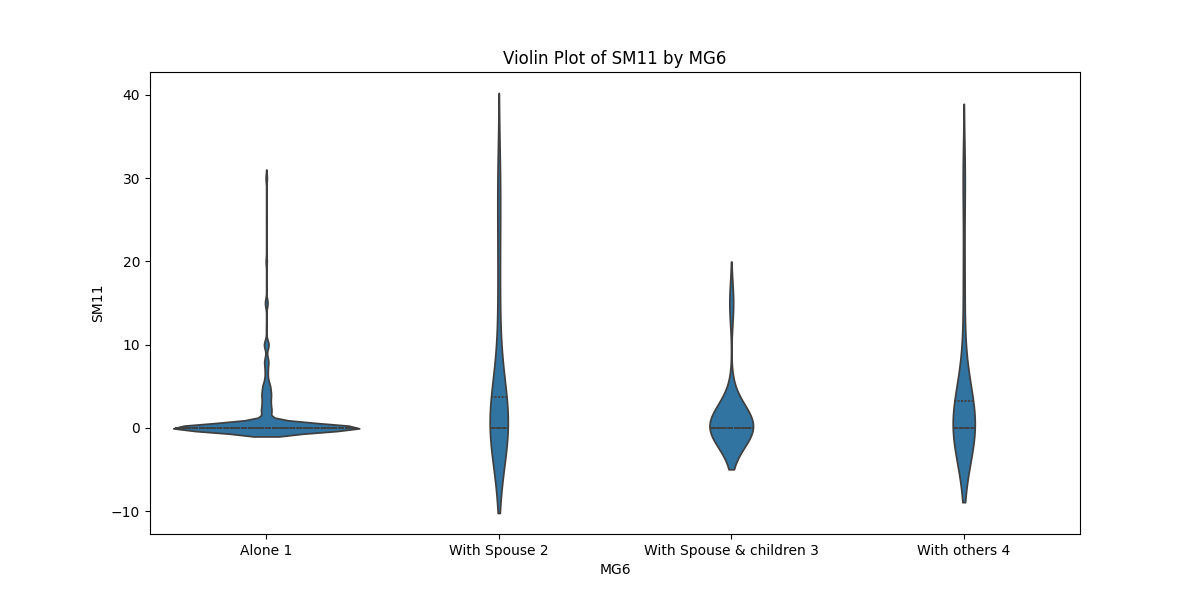 Violin Plot of SM11 by MG6
SM11
40
30
20
10
0
−10
Alone 1
With Spouse 2
With Spouse & children 3
With others 4
MG6